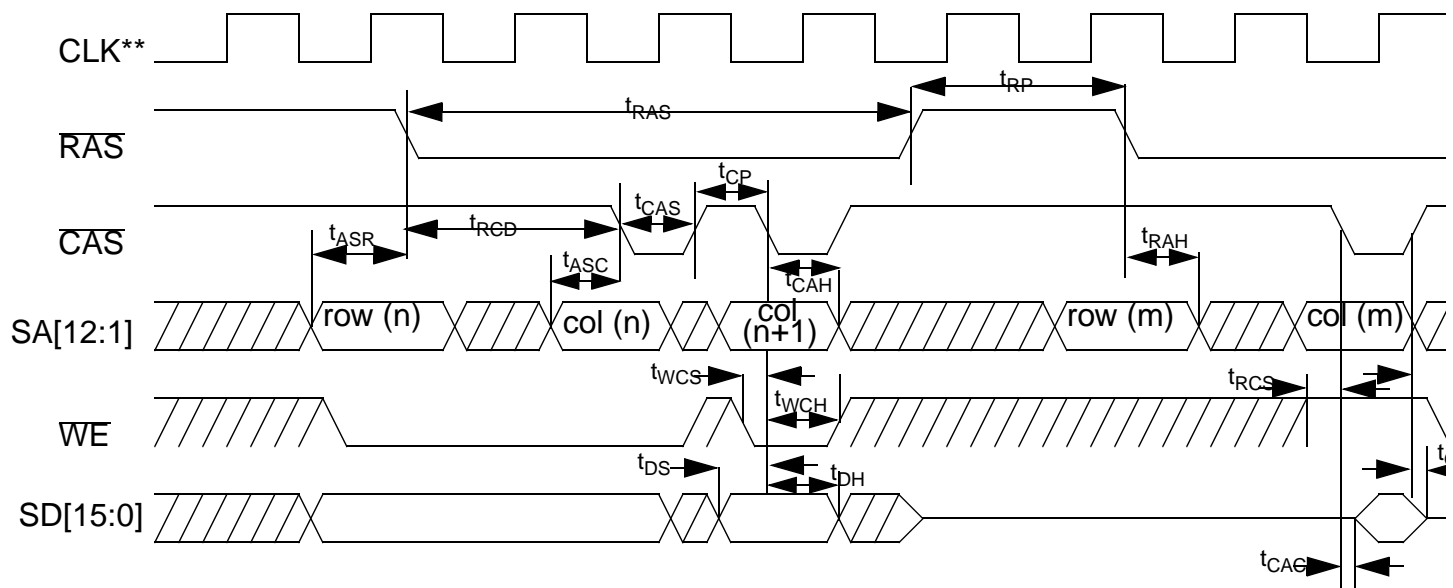 CLK**
tRP
tRAS
RAS
tCP
tCAS
tRCD
CAS
tASR
tRAH
tASC
tCAH
SA[12:1]
row (n)
col (n)
col
(n+1)
row (m)
col (m)
tWCS
tRCS
tWCH
WE
tDS
tDH
SD[15:0]
tCAC